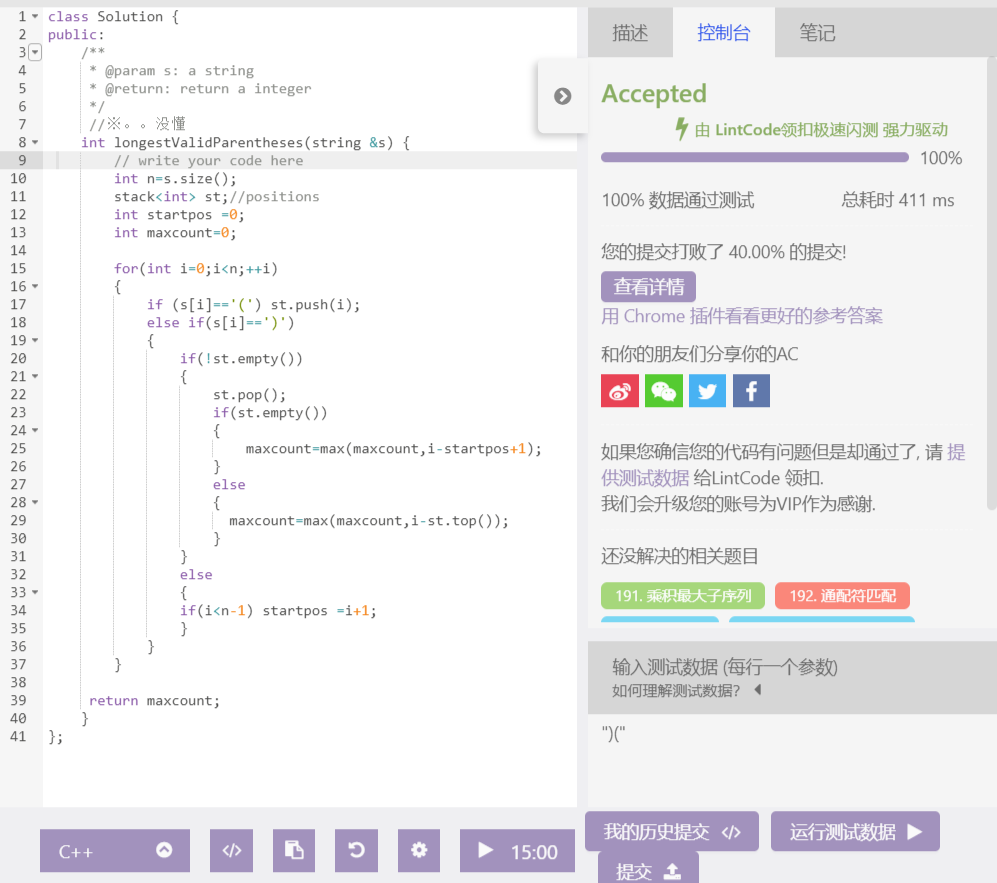 1 class Solution {
2 public:
3     /**
4      * @param s: a string
5      * @return: return a integer
6      */
7      //※。。没懂
8     int longestValidParentheses(string &s) {
9         // write your code here
10         int n=s.size();
11         stack<int> st;//positions
12         int startpos =0;
13         int maxcount=0;
14
15         for(int i=0;i<n;++i)
16         {
17             if (s[i]=='(') st.push(i);
18             else if(s[i]==')')
19             {
20                 if(!st.empty())
21                 {
22                     st.pop();
23                     if(st.empty())
24                     {
25                         maxcount=max(maxcount,i-startpos+1);
26                     }
27                     else
28                     {
29                       maxcount=max(maxcount,i-st.top());
30                     }
31                 }
32                 else
33                 {
34                 if(i<n-1) startpos =i+1;
35                 }
36             }
37         }
38
39      return maxcount;
40     }
41 };
C++
15:00
描述 控制台 笔记
Accepted
由 LintCode领扣极速闪测 强力驱动
100%
100% 数据通过测试 总耗时 411 ms
您的提交打败了 40.00% 的提交!
查看详情
用 Chrome 插件看看更好的参考答案
和你的朋友们分享你的AC
如果您确信您的代码有问题但是却通过了, 请 提
供测试数据 给LintCode 领扣.
我们会升级您的账号为VIP作为感谢.
还没解决的相关题目
191. 乘积最大子序列 192. 通配符匹配
输入测试数据 (每行一个参数)
如何理解测试数据?
")("
我的历史提交 运行测试数据
提交